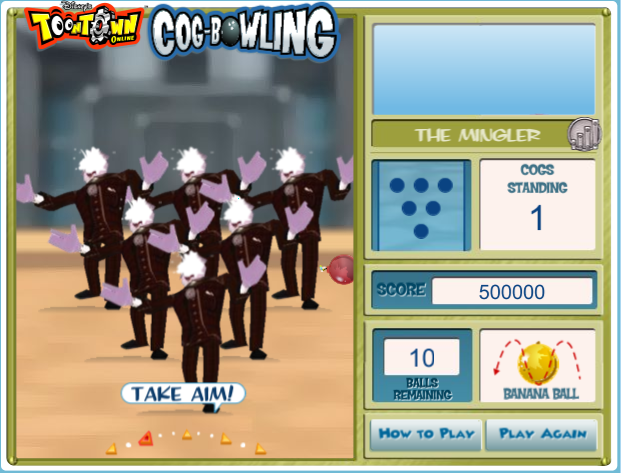 Disney's
TOONTOWN
ONLINE
COG-BOWLING
THE MINGLER
COGS
STANDING
1
SCORE 500000
10
BALLS
REMAINING
BANANA BALL
TAKE AIM!
HOW TO PLAY
PLAY AGAIN